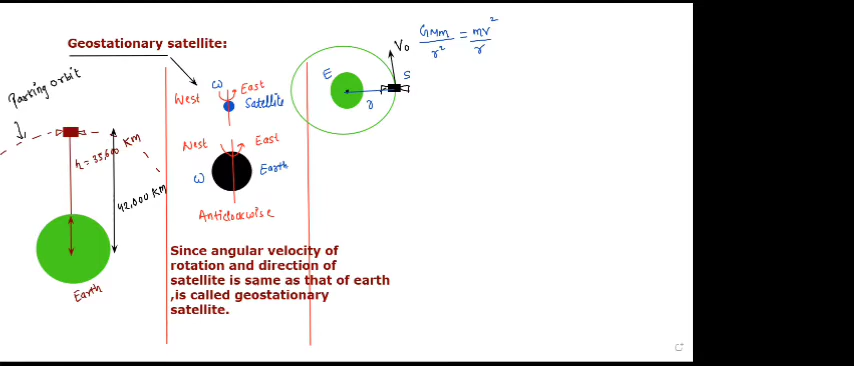 Geostationary satellite:
Parking orbit
h = 35,600 KM
42,000 KM
Earth
ω
West East
Satellite
West East
ω Earth
Anticlockwise
Since angular velocity of
rotation and direction of
satellite is same as that of earth
,is called geostationary
satellite.
E
V₀
S
r
GMm/r² = mv²/r